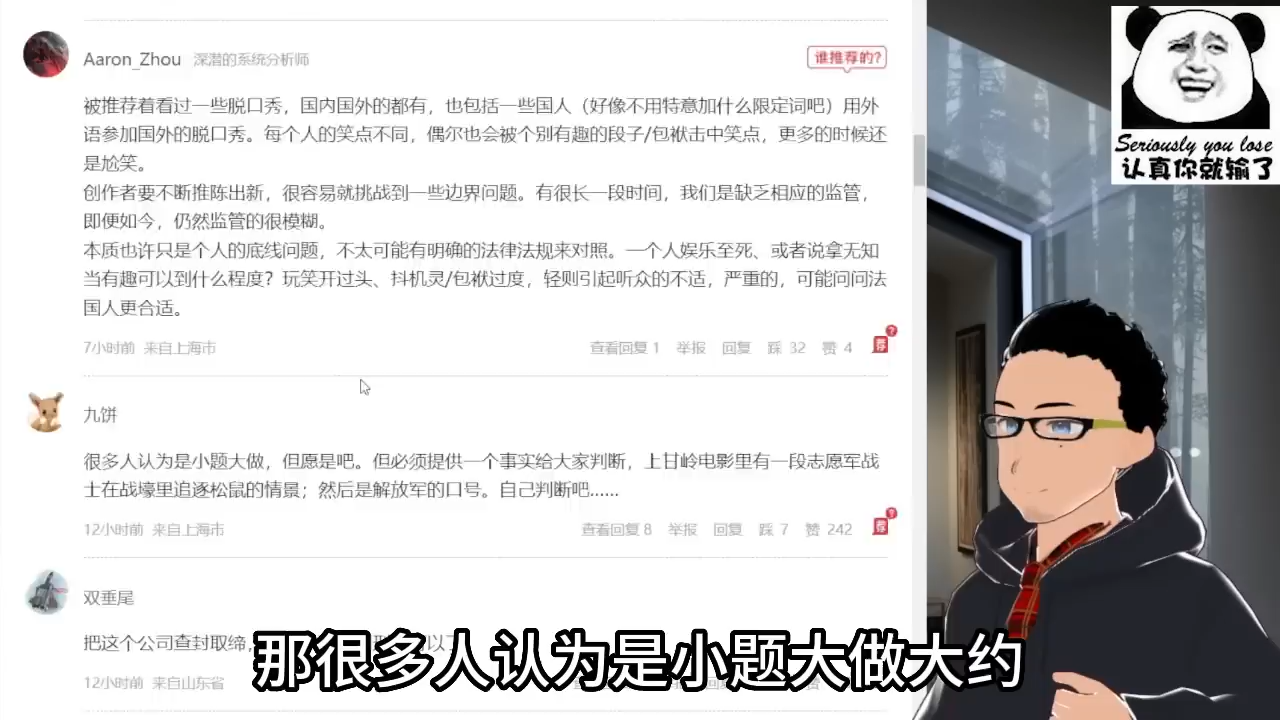 Aaron_Zhou 深潜的系统分析师
谁推荐的?
被推荐着看过一些脱口秀，国内国外的都有，也包括一些国人（好像不用特意加什么限定词吧）用外
语参加国外的脱口秀。每个人的笑点不同，偶尔也会被个别有趣的段子/包袱击中笑点，更多的时候还
是尬笑。
创作者要不断推陈出新，很容易就挑战到一些边界问题。有很长一段时间，我们是缺乏相应的监管，
即便如今，仍然监管的很模糊。
本质也许只是个人的底线问题，不太可能有明确的法律法规来对照。一个人娱乐至死、或者说拿无知
当有趣可以到什么程度？玩笑开过头、抖机灵/包袱过度，轻则引起听众的不适，严重的，可能问问法
国人更合适。
7小时前 来自上海市 查看回复 1 举报 回复 踩 32 赞 4 荐 ?
九饼
很多人认为是小题大做，但愿是吧。但必须提供一个事实给大家判断，上甘岭电影里有一段志愿军战
士在战壕里追逐松鼠的情景；然后是解放军的口号。自己判断吧......
12小时前 来自上海市 查看回复 8 举报 回复 踩 7 赞 242 荐 ?
双垂尾
把这个公司查封取缔，
12小时前 来自山东省
那很多人认为是小题大做大约
Seriously you lose
认真你就输了